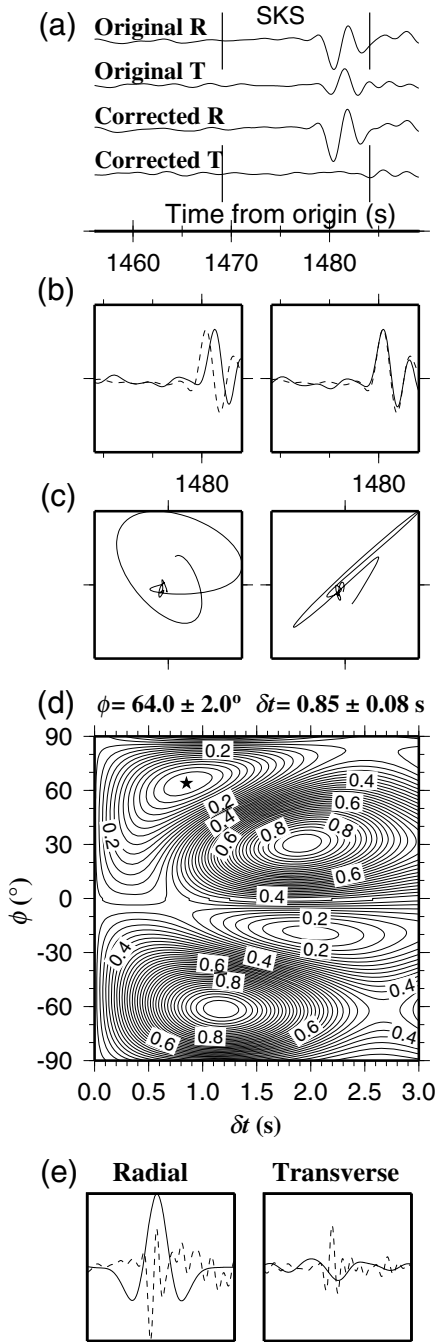 (a)
Original R
SKS
Original T
Corrected R
Corrected T
Time from origin (s)
1460 1470 1480
(b)
1480 1480
(c)
(d) ϕ= 64.0 ± 2.0° δt= 0.85 ± 0.08 s
90
60
30
0
-30
-60
-90
ϕ (°)
0.2
0.4
0.2
0.6
0.4
0.8 0.8
0.2
0.6
0.6
0.4
0.2
0.4
0.2
0.6
0.4
0.8
0.4
0.6
0.6
0.8
0.4
0.0 0.5 1.0 1.5 2.0 2.5 3.0
δt (s)
(e) Radial Transverse